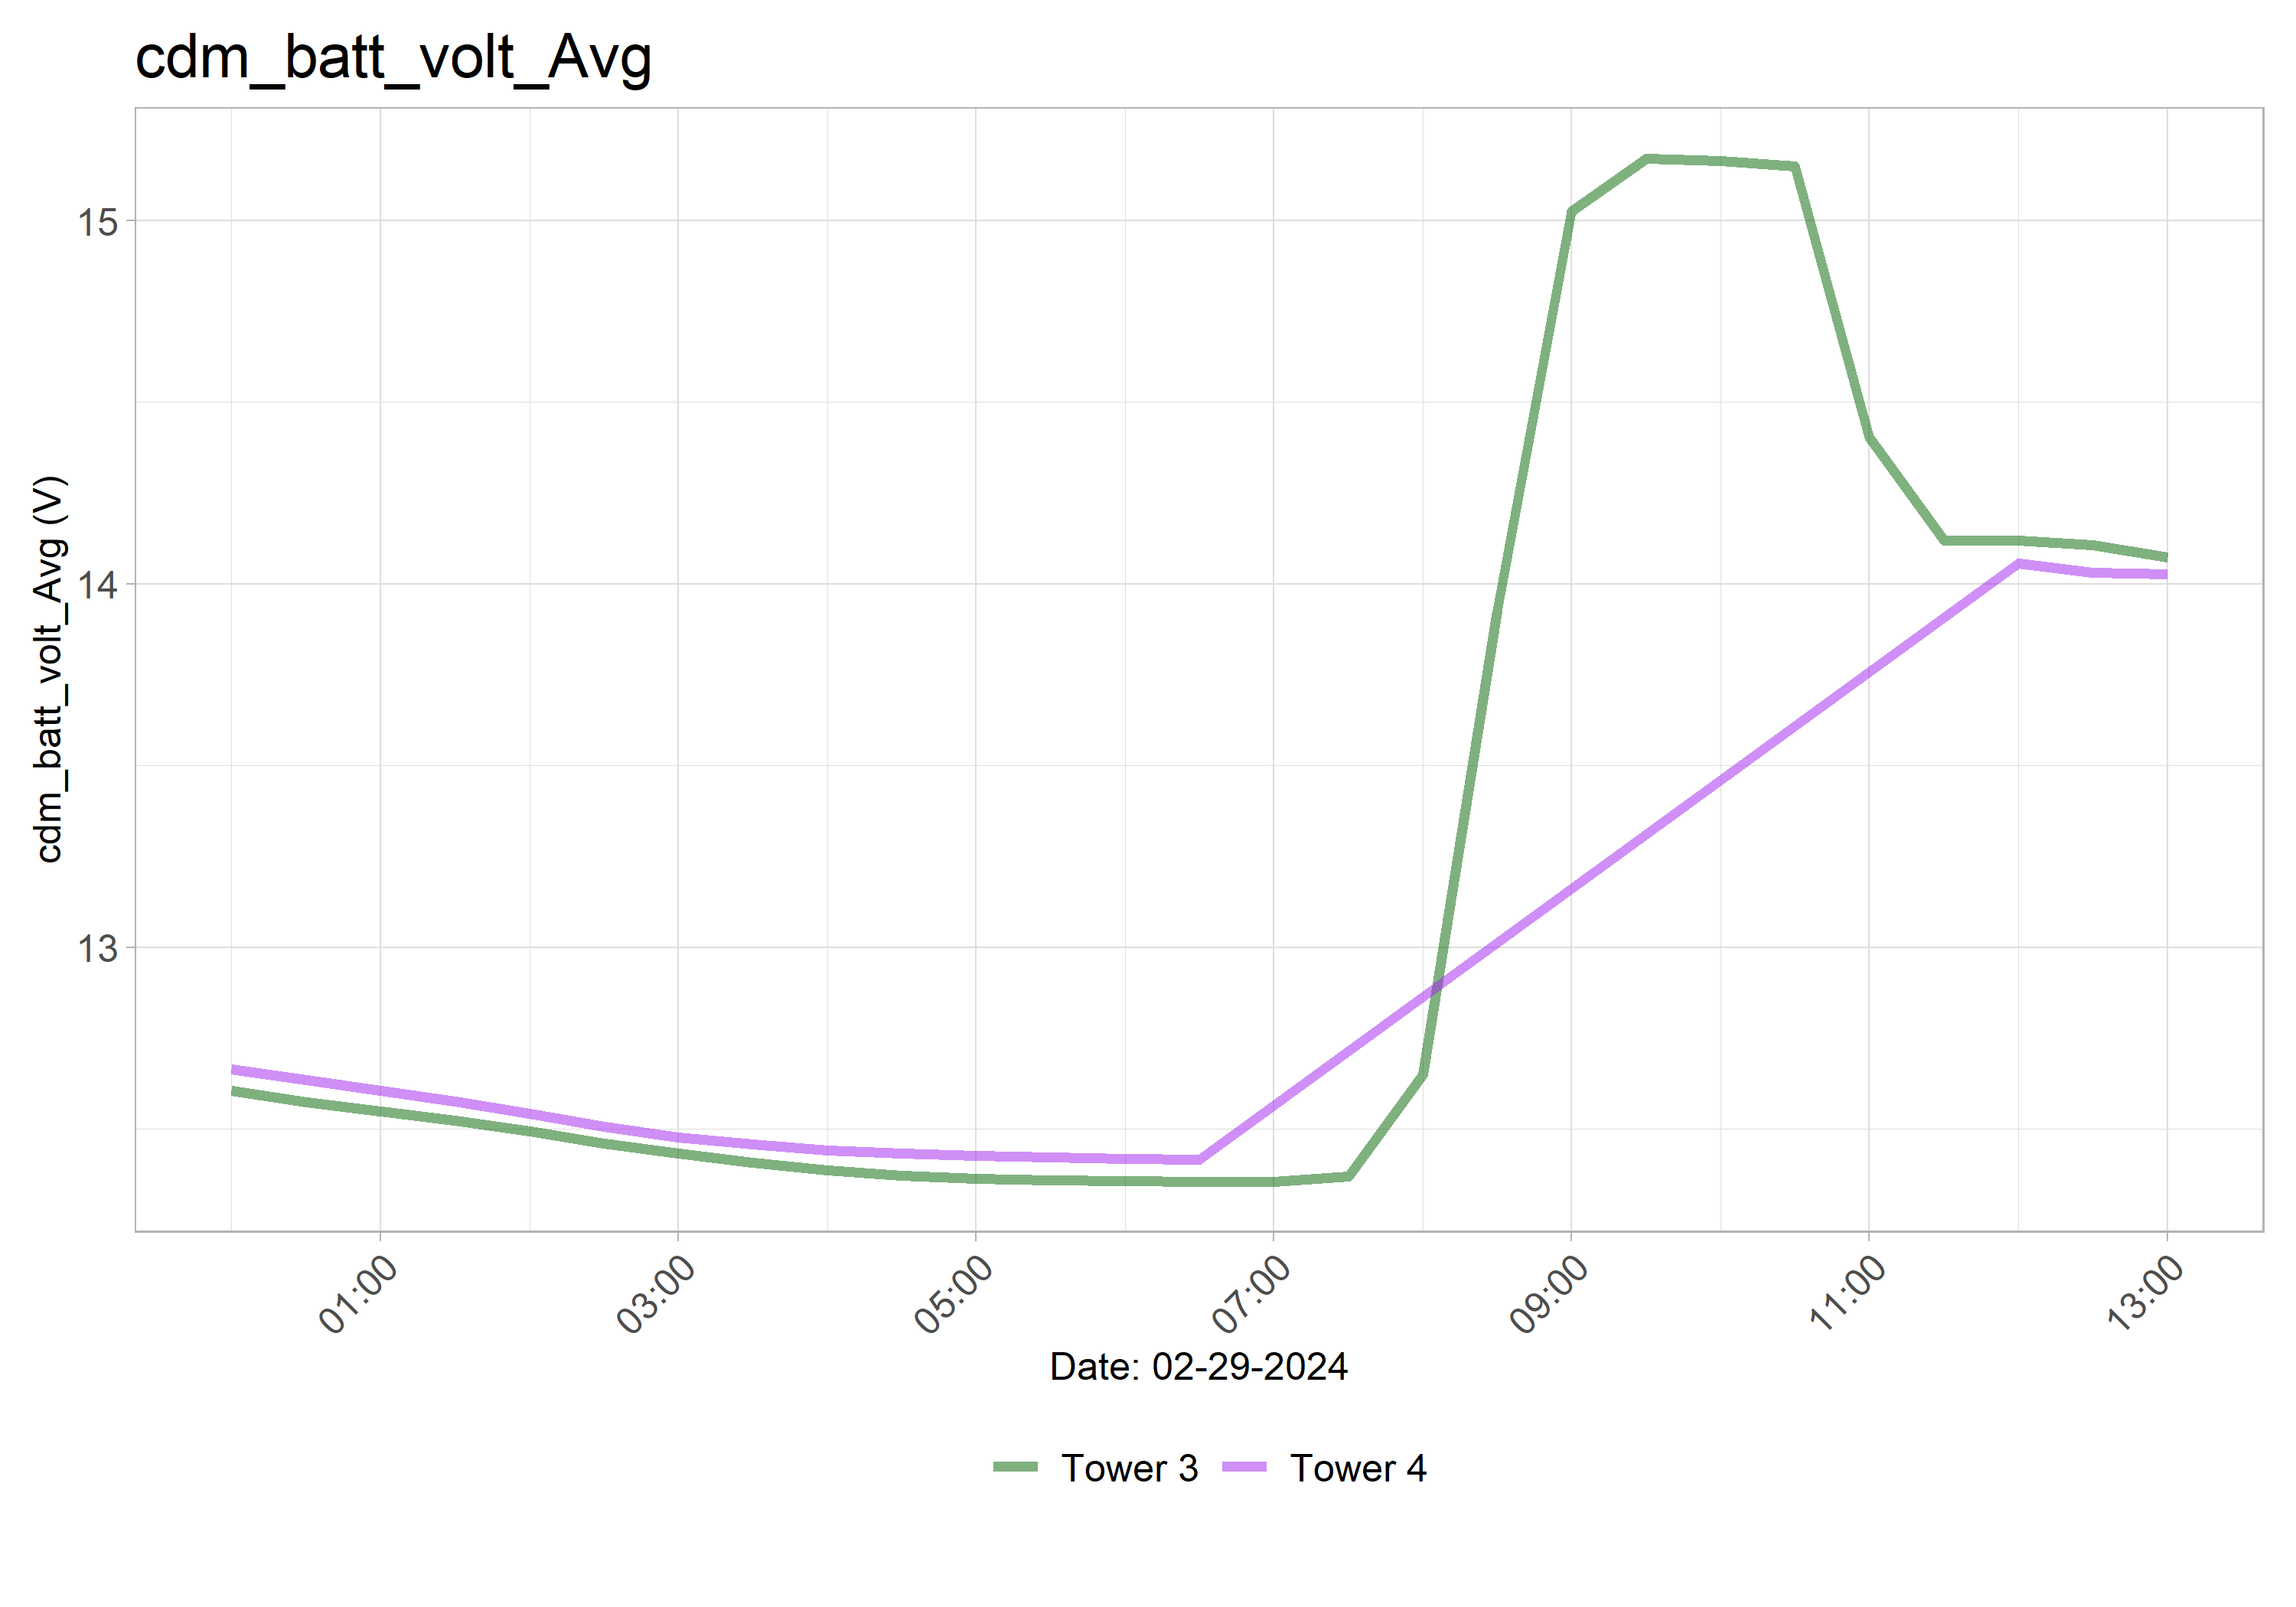 cdm_batt_volt_Avg
cdm_batt_volt_Avg (V)
15
14
13
01:00 03:00 05:00 07:00 09:00 11:00 13:00
Date: 02-29-2024
Tower 3 Tower 4